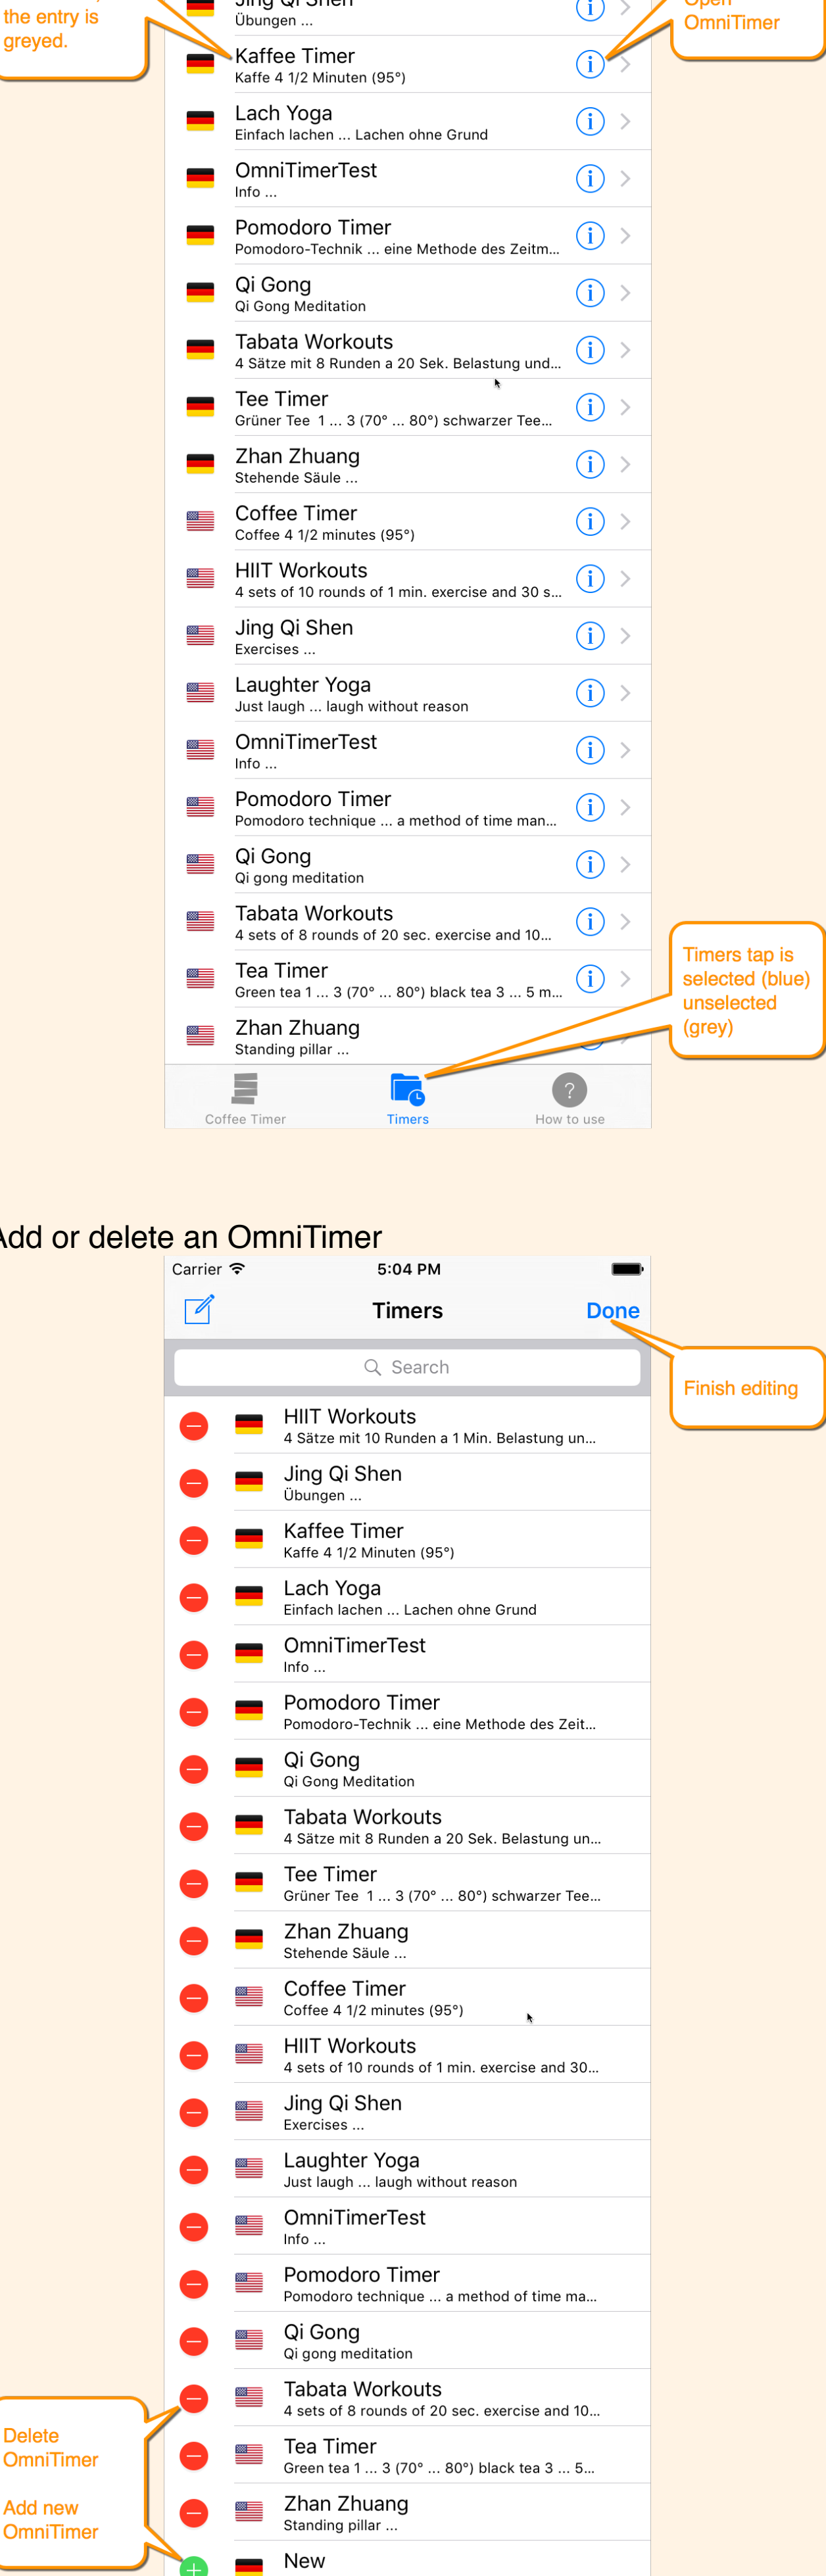 the entry is
greyed.
Jing Qi Shen
Übungen ...
Open
OmniTimer
Kaffee Timer
Kaffe 4 1/2 Minuten (95°)
Lach Yoga
Einfach lachen ... Lachen ohne Grund
OmniTimerTest
Info ...
Pomodoro Timer
Pomodoro-Technik ... eine Methode des Zeitm...
Qi Gong
Qi Gong Meditation
Tabata Workouts
4 Sätze mit 8 Runden a 20 Sek. Belastung und...
Tee Timer
Grüner Tee 1 ... 3 (70° ... 80°) schwarzer Tee...
Zhan Zhuang
Stehende Säule ...
Coffee Timer
Coffee 4 1/2 minutes (95°)
HIIT Workouts
4 sets of 10 rounds of 1 min. exercise and 30 s...
Jing Qi Shen
Exercises ...
Laughter Yoga
Just laugh ... laugh without reason
OmniTimerTest
Info ...
Pomodoro Timer
Pomodoro technique ... a method of time man...
Qi Gong
Qi gong meditation
Tabata Workouts
4 sets of 8 rounds of 20 sec. exercise and 10...
Tea Timer
Green tea 1 ... 3 (70° ... 80°) black tea 3 ... 5 m...
Zhan Zhuang
Standing pillar ...
Timers tap is
selected (blue)
unselected
(grey)
Coffee Timer
Timers
How to use
Add or delete an OmniTimer
Carrier
5:04 PM
Timers
Done
Search
Finish editing
HIIT Workouts
4 Sätze mit 10 Runden a 1 Min. Belastung un...
Jing Qi Shen
Übungen ...
Kaffee Timer
Kaffe 4 1/2 Minuten (95°)
Lach Yoga
Einfach lachen ... Lachen ohne Grund
OmniTimerTest
Info ...
Pomodoro Timer
Pomodoro-Technik ... eine Methode des Zeit...
Qi Gong
Qi Gong Meditation
Tabata Workouts
4 Sätze mit 8 Runden a 20 Sek. Belastung un...
Tee Timer
Grüner Tee 1 ... 3 (70° ... 80°) schwarzer Tee...
Zhan Zhuang
Stehende Säule ...
Coffee Timer
Coffee 4 1/2 minutes (95°)
HIIT Workouts
4 sets of 10 rounds of 1 min. exercise and 30...
Jing Qi Shen
Exercises ...
Laughter Yoga
Just laugh ... laugh without reason
OmniTimerTest
Info ...
Pomodoro Timer
Pomodoro technique ... a method of time ma...
Qi Gong
Qi gong meditation
Tabata Workouts
4 sets of 8 rounds of 20 sec. exercise and 10...
Tea Timer
Green tea 1 ... 3 (70° ... 80°) black tea 3 ... 5...
Zhan Zhuang
Standing pillar ...
Delete
OmniTimer
Add new
OmniTimer
New